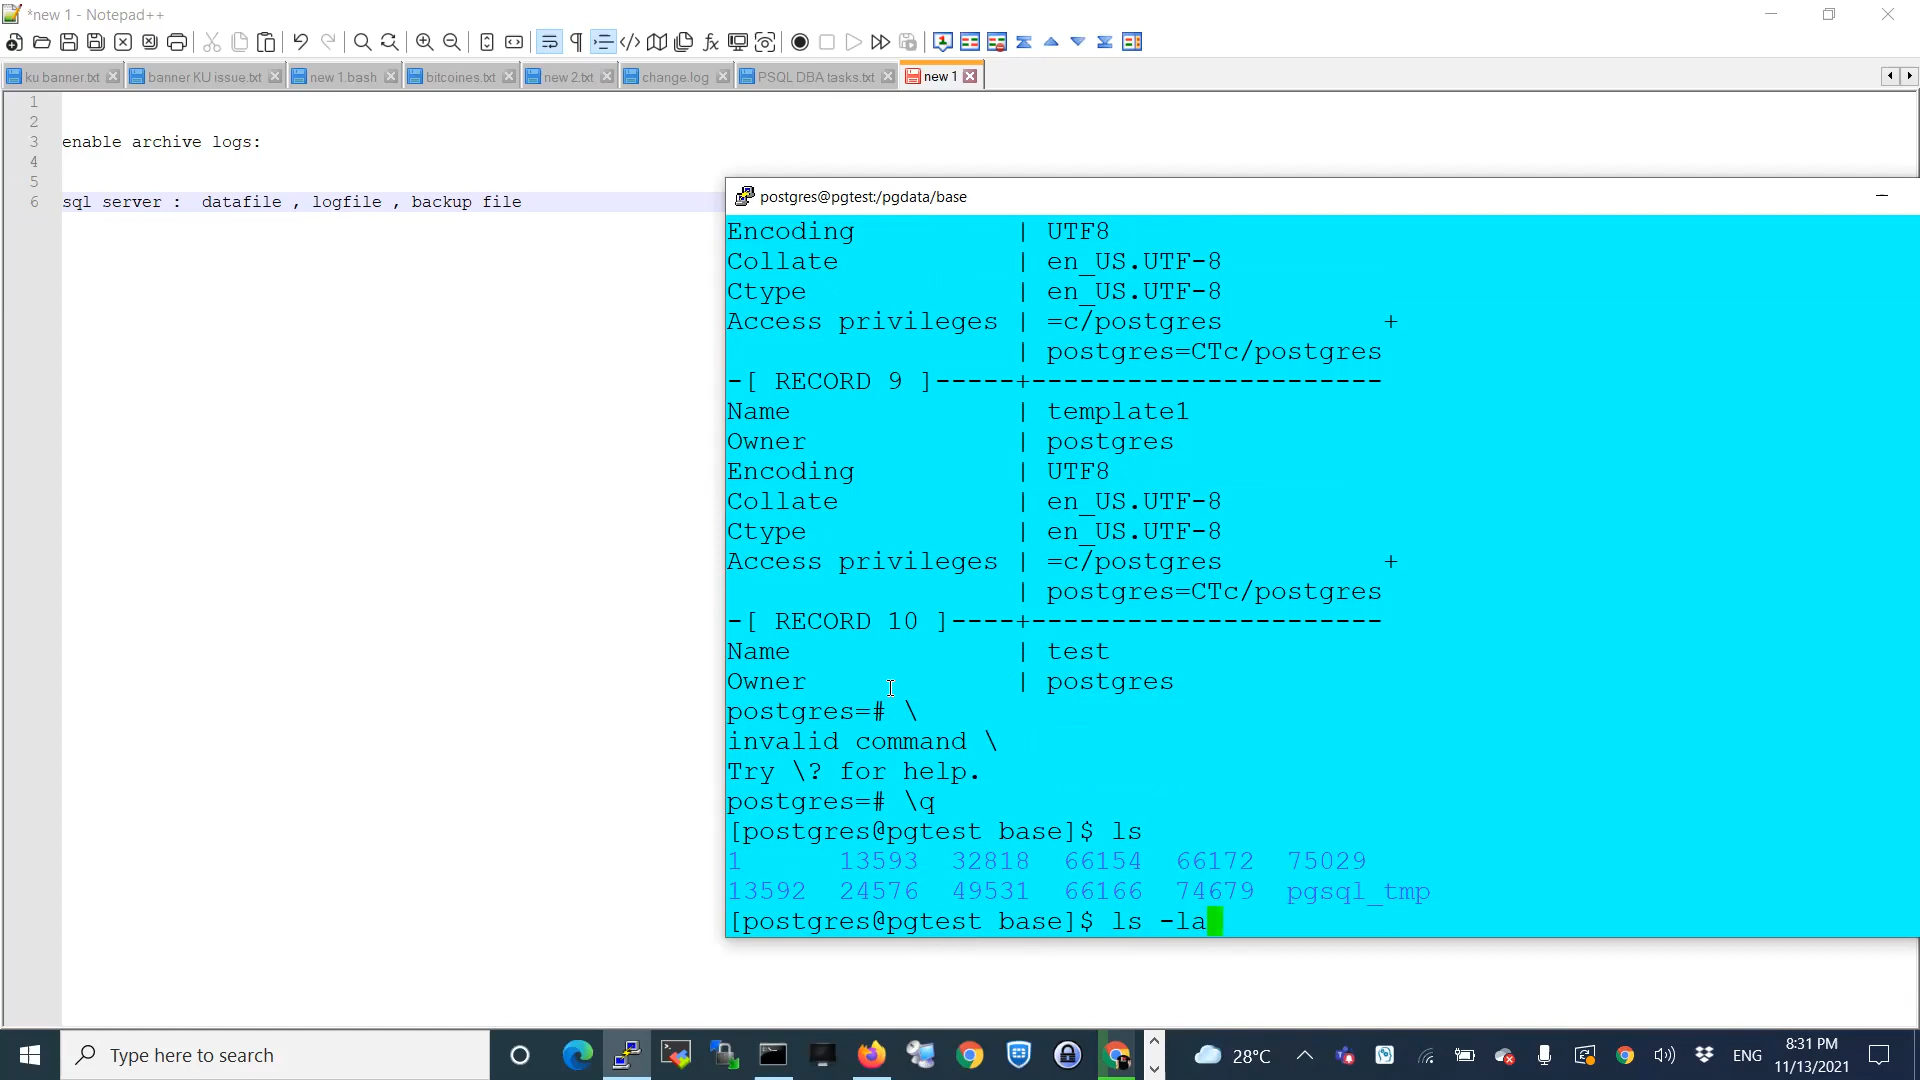 *new 1 - Notepad++
ku banner.txt
banner KU issue.txt
new 1.bash
bitcoines.txt
new 2.txt
change.log
PSQL DBA tasks.txt
new 1
1
2
3 enable archive logs:
4
5
6 sql server :  datafile , logfile , backup file
postgres@pgtest:/pgdata/base
Encoding | UTF8
Collate | en_US.UTF-8
Ctype | en_US.UTF-8
Access privileges | =c/postgres +
| postgres=CTc/postgres
-[ RECORD 9 ]-----+----------------------
Name | template1
Owner | postgres
Encoding | UTF8
Collate | en_US.UTF-8
Ctype | en_US.UTF-8
Access privileges | =c/postgres +
| postgres=CTc/postgres
-[ RECORD 10 ]----+----------------------
Name | test
Owner | postgres
postgres=# \
invalid command \
Try \? for help.
postgres=# \q
[postgres@pgtest base]$ ls
1 13593 32818 66154 66172 75029
13592 24576 49531 66166 74679 pgsql_tmp
[postgres@pgtest base]$ ls -la
Type here to search
28°C
ENG
8:31 PM
11/13/2021